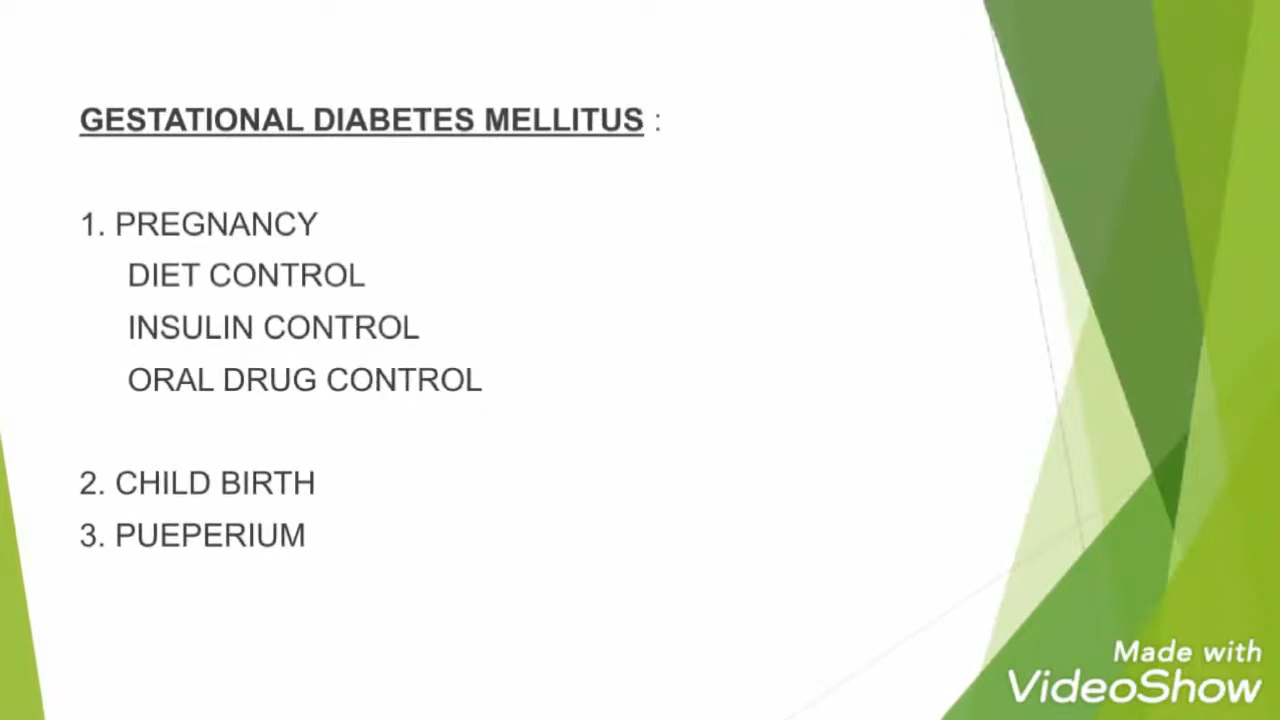 GESTATIONAL DIABETES MELLITUS :
1. PREGNANCY
DIET CONTROL
INSULIN CONTROL
ORAL DRUG CONTROL
2. CHILD BIRTH
3. PUEPERIUM
Made with
VideoShow